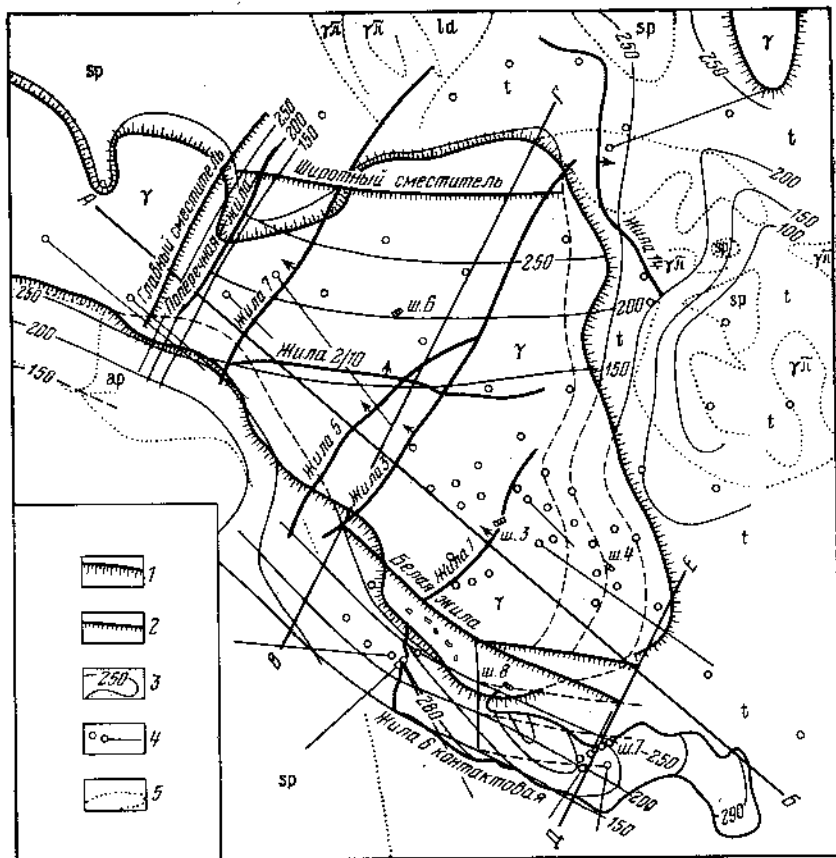 γπ
γπ
ld
sp
250
sp
250
γ
sp
t
t
250
200
150
Г
200
150
100
Широтный сместитель
А
γ
Главный сместитель
Поперечная жила
Жила 7
Жила 14
γπ
sp
γπ
250
250
ш.6
200
sp
t
200
t
γ
150
Жила 2/10
150
ap
γπ
t
Жила 5
Жила 3
Жила 1
ш.3
ш.4
Е
t
Белая жила
γ
1
2
250
3
4
5
В
ш.8
280
t
ш.7
250
Жила 6 контактовая
200
150
290
Б
Д
sp